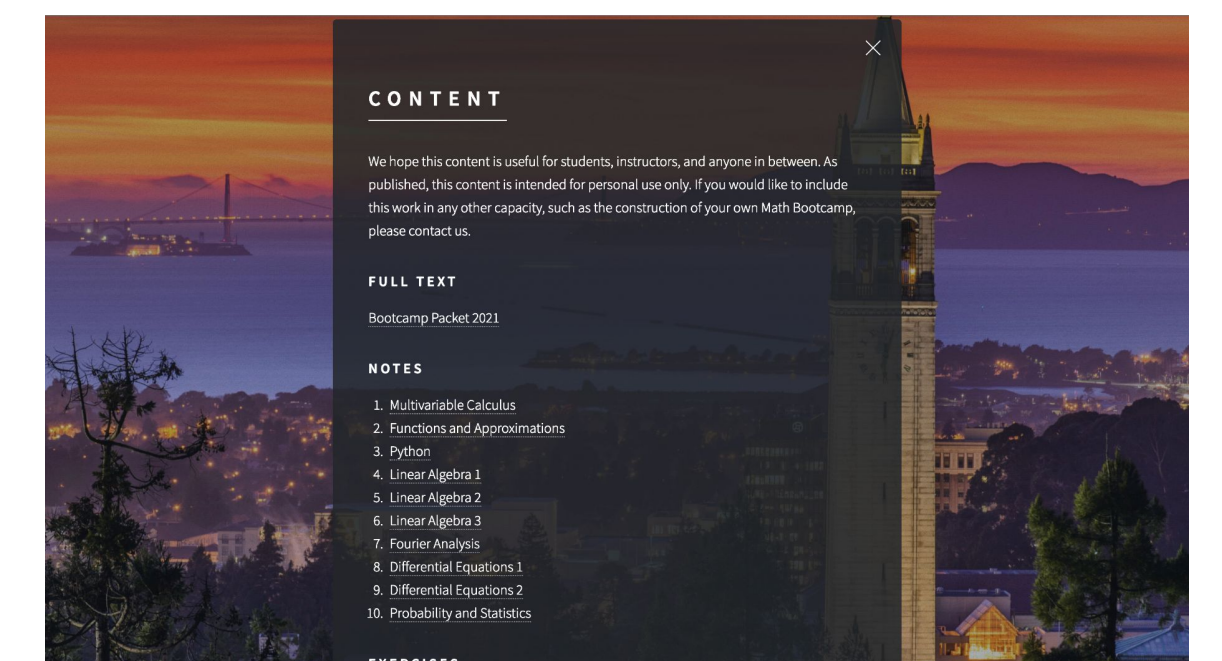 CONTENT
We hope this content is useful for students, instructors, and anyone in between. As
published, this content is intended for personal use only. If you would like to include
this work in any other capacity, such as the construction of your own Math Bootcamp,
please contact us.
FULL TEXT
Bootcamp Packet 2021
NOTES
1. Multivariable Calculus
2. Functions and Approximations
3. Python
4. Linear Algebra 1
5. Linear Algebra 2
6. Linear Algebra 3
7. Fourier Analysis
8. Differential Equations 1
9. Differential Equations 2
10. Probability and Statistics
EXERCISES